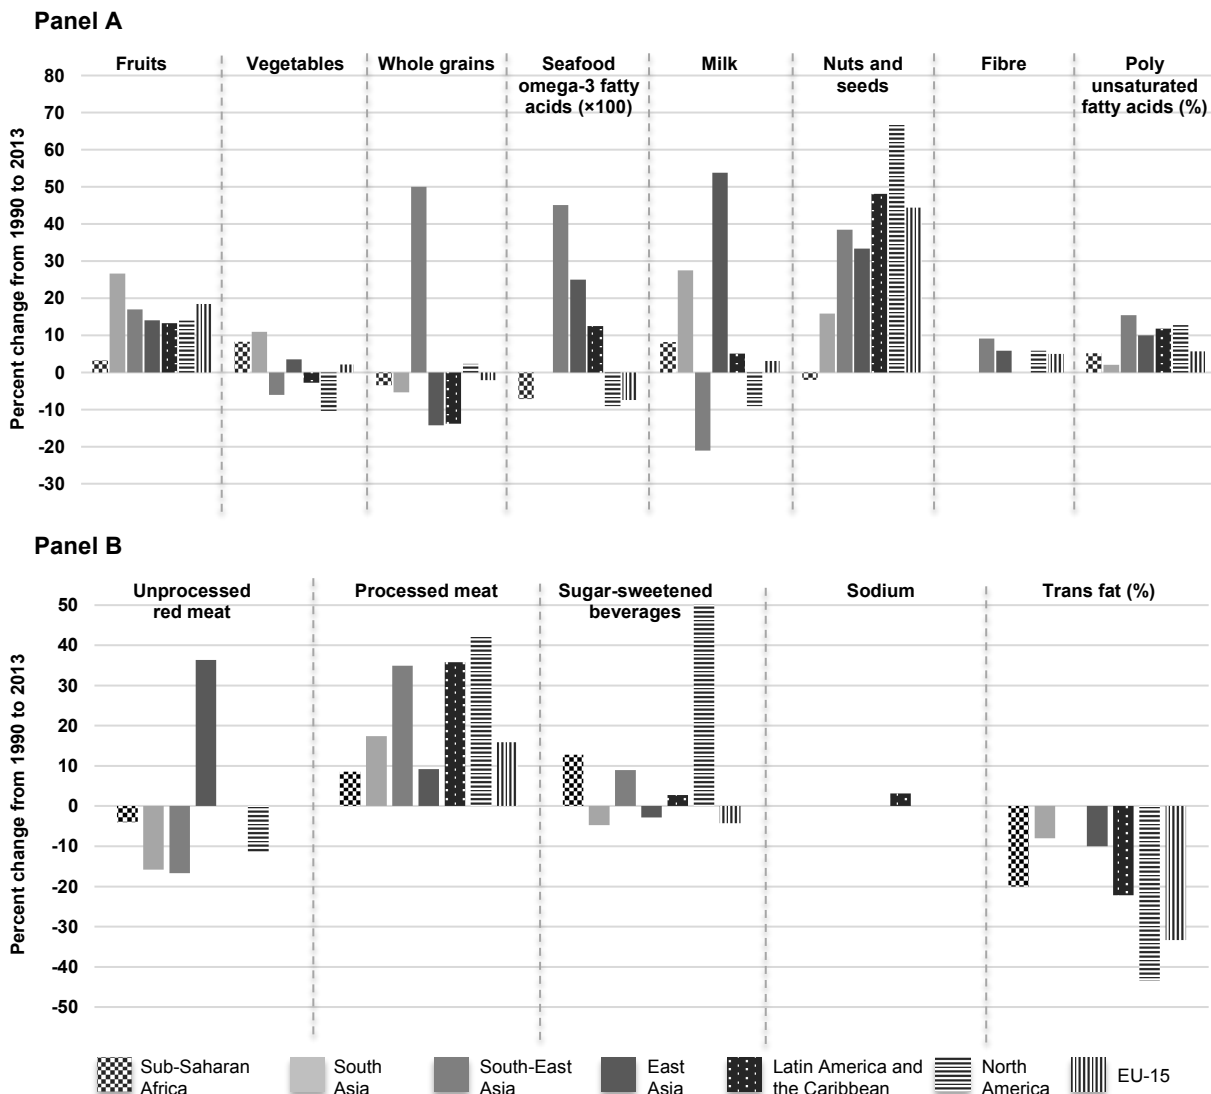 Panel A
Fruits
Vegetables
Whole grains
Seafood
omega-3 fatty
acids (×100)
Milk
Nuts and
seeds
Fibre
Poly
unsaturated
fatty acids (%)
Percent change from 1990 to 2013
80
70
60
50
40
30
20
10
0
-10
-20
-30
Panel B
Unprocessed
red meat
Processed meat
Sugar-sweetened
beverages
Sodium
Trans fat (%)
Percent change from 1990 to 2013
50
40
30
20
10
0
-10
-20
-30
-40
-50
Sub-Saharan
Africa
South
Asia
South-East
Asia
East
Asia
Latin America and
the Caribbean
North
America
EU-15